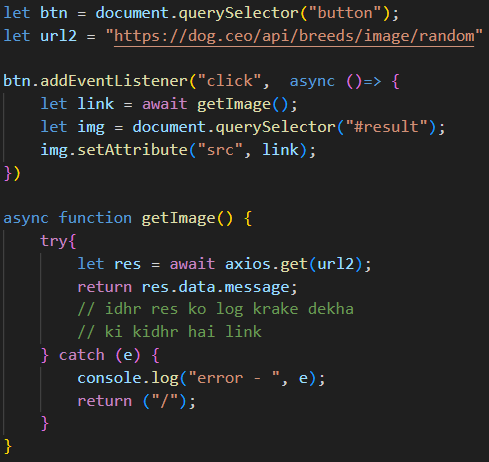 let btn = document.querySelector("button");
let url2 = "https://dog.ceo/api/breeds/image/random"
btn.addEventListener("click",  async ()=> {
    let link = await getImage();
    let img = document.querySelector("#result");
    img.setAttribute("src", link);
})
async function getImage() {
    try{
        let res = await axios.get(url2);
        return res.data.message;
        // idhr res ko log krake dekha
        // ki kidhr hai link
    } catch (e) {
        console.log("error - ", e);
        return ("/");
    }
}